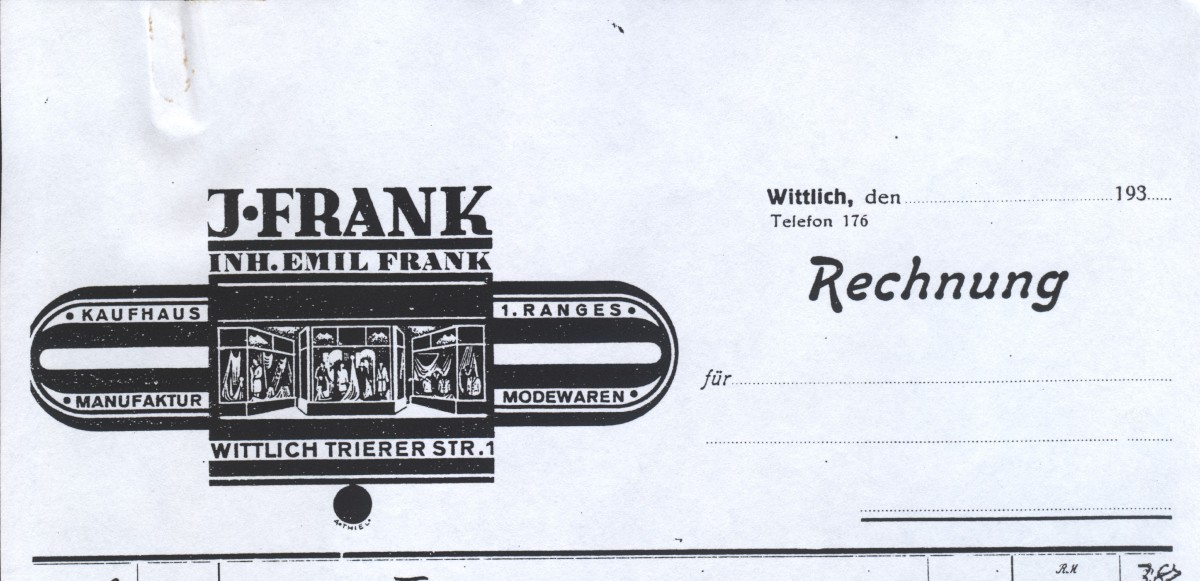 J·FRANK
INH. EMIL FRANK
• KAUFHAUS
1. RANGES •
• MANUFAKTUR
MODEWAREN •
WITTLICH TRIERER STR. 1
A•THIEL•
Wittlich, den 193
Telefon 176
Rechnung
für
R.M